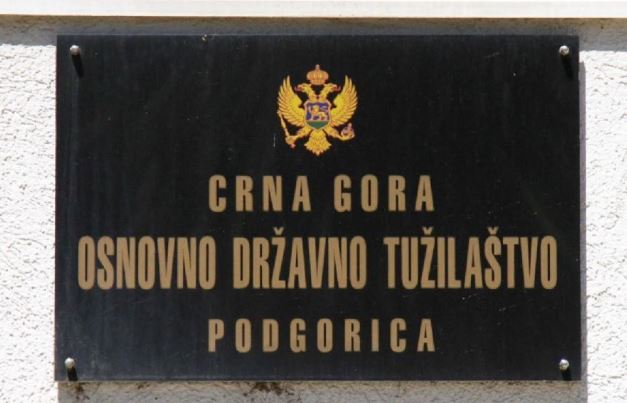 CRNA GORA
OSNOVNO DRŽAVNO TUŽILAŠTVO
PODGORICA